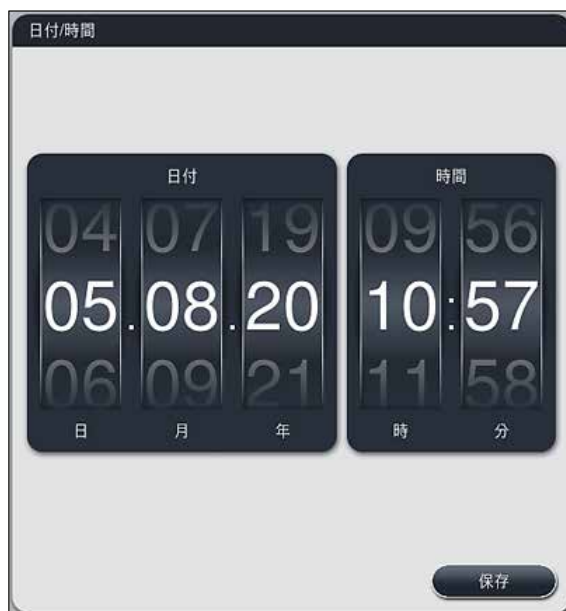 日付/時間
日付 時間
04 07 19 09 56
05.08.20 10:57
06 09 21 11 58
日 月 年 時 分
保存